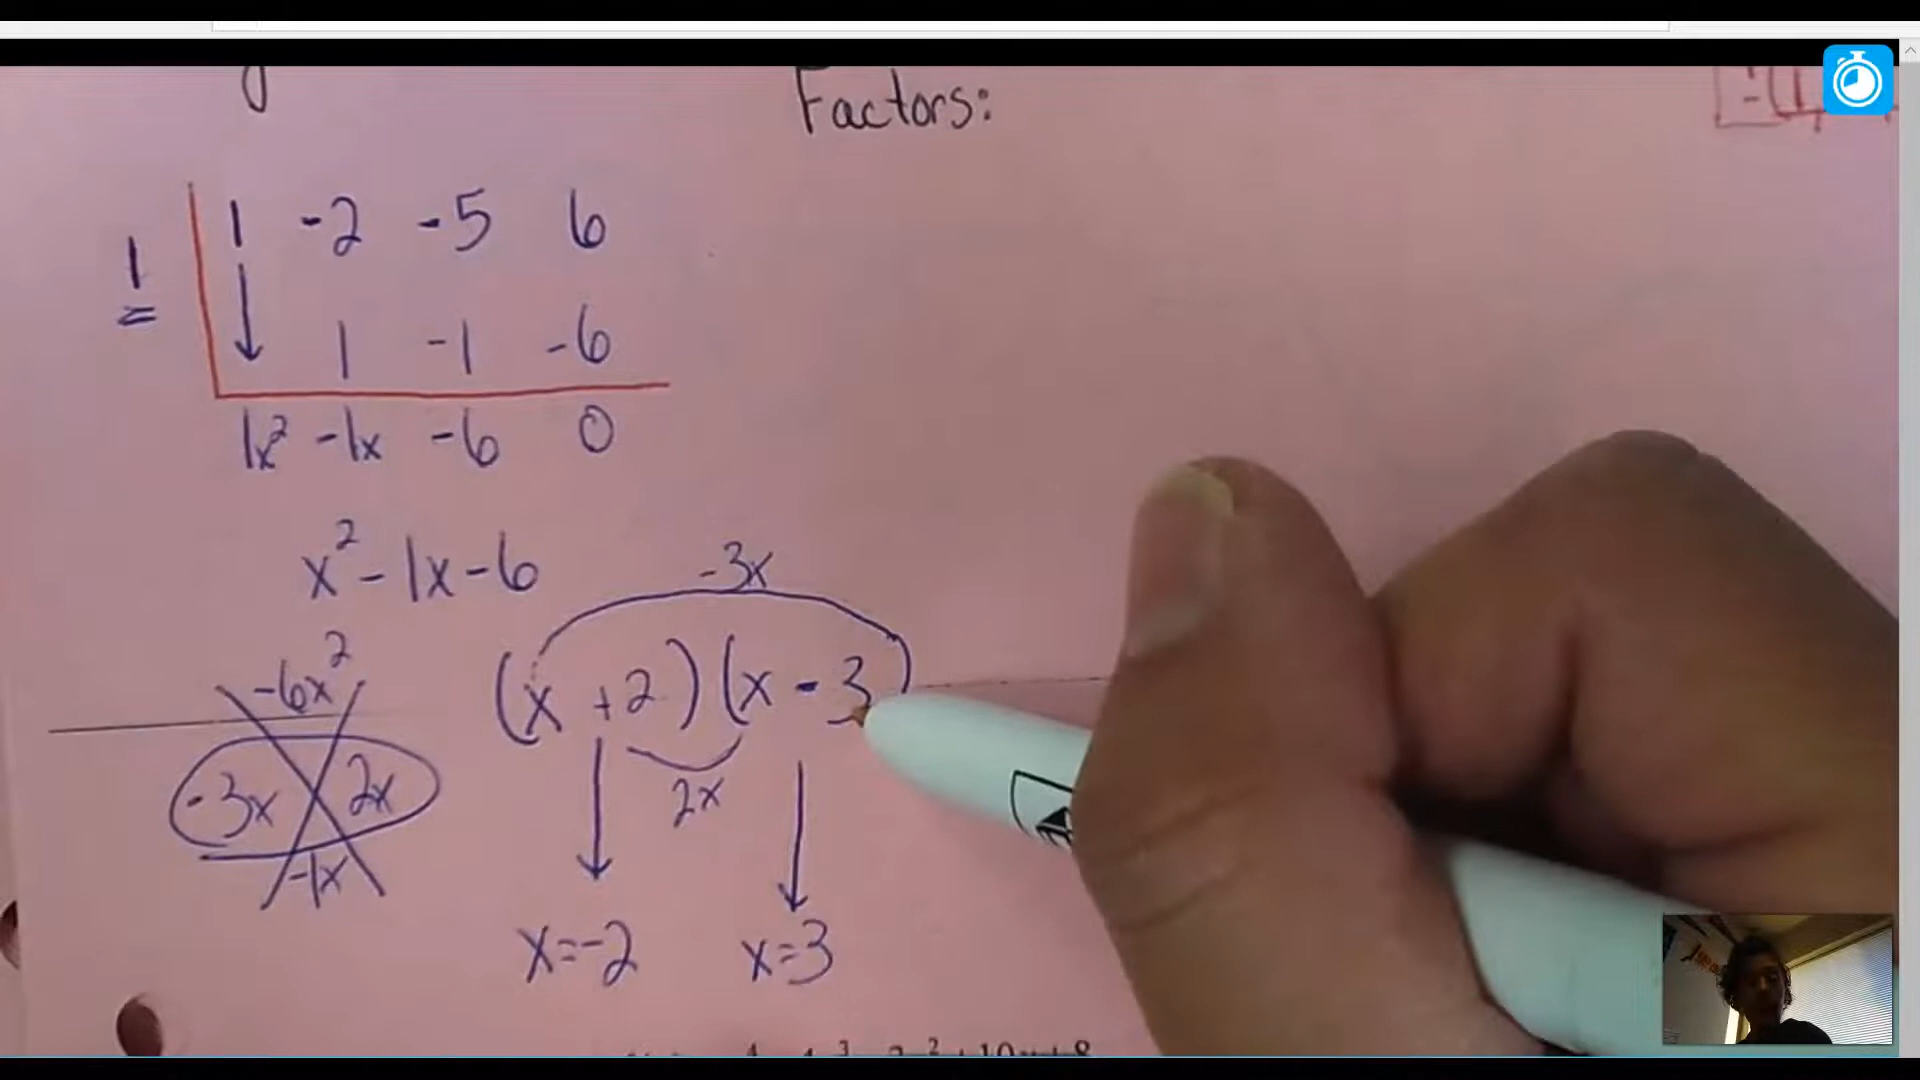 Factors:
1 -2 -5 6
1
1 -1 -6
1x² -1x -6 0
x² - 1x - 6
-3x
-6x²
(x + 2)(x - 3)
-3x 2x
2x
-1x
x=-2 x=3